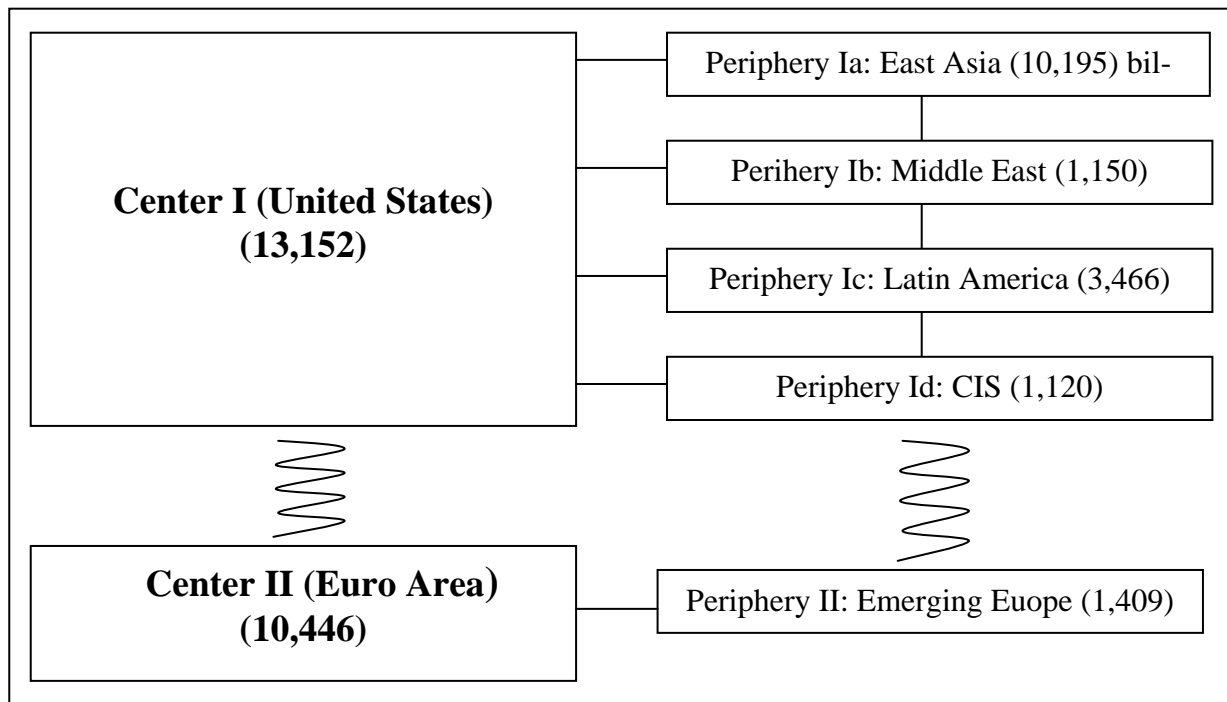 Center I (United States)
(13,152)
Periphery Ia: East Asia (10,195) bil-
Perihery Ib: Middle East (1,150)
Periphery Ic: Latin America (3,466)
Periphery Id: CIS (1,120)
Center II (Euro Area)
(10,446)
Periphery II: Emerging Euope (1,409)